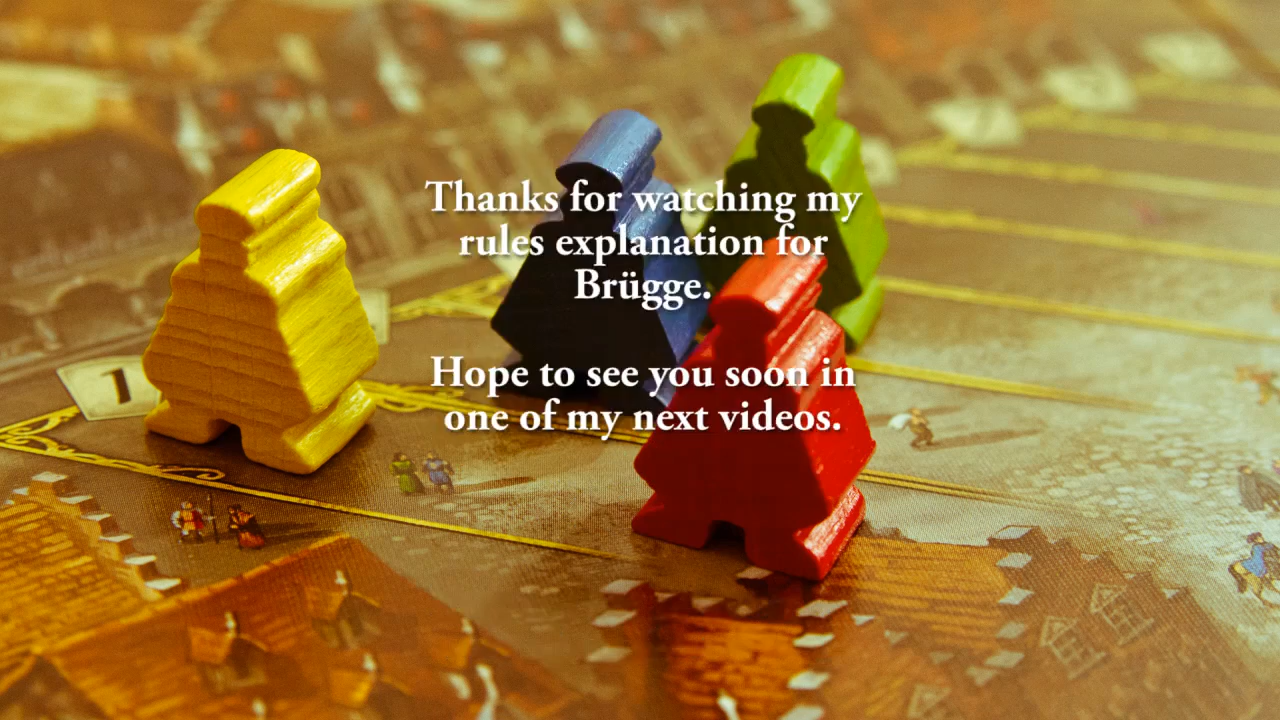 Thanks for watching my
rules explanation for
Brügge.
Hope to see you soon in
one of my next videos.
1